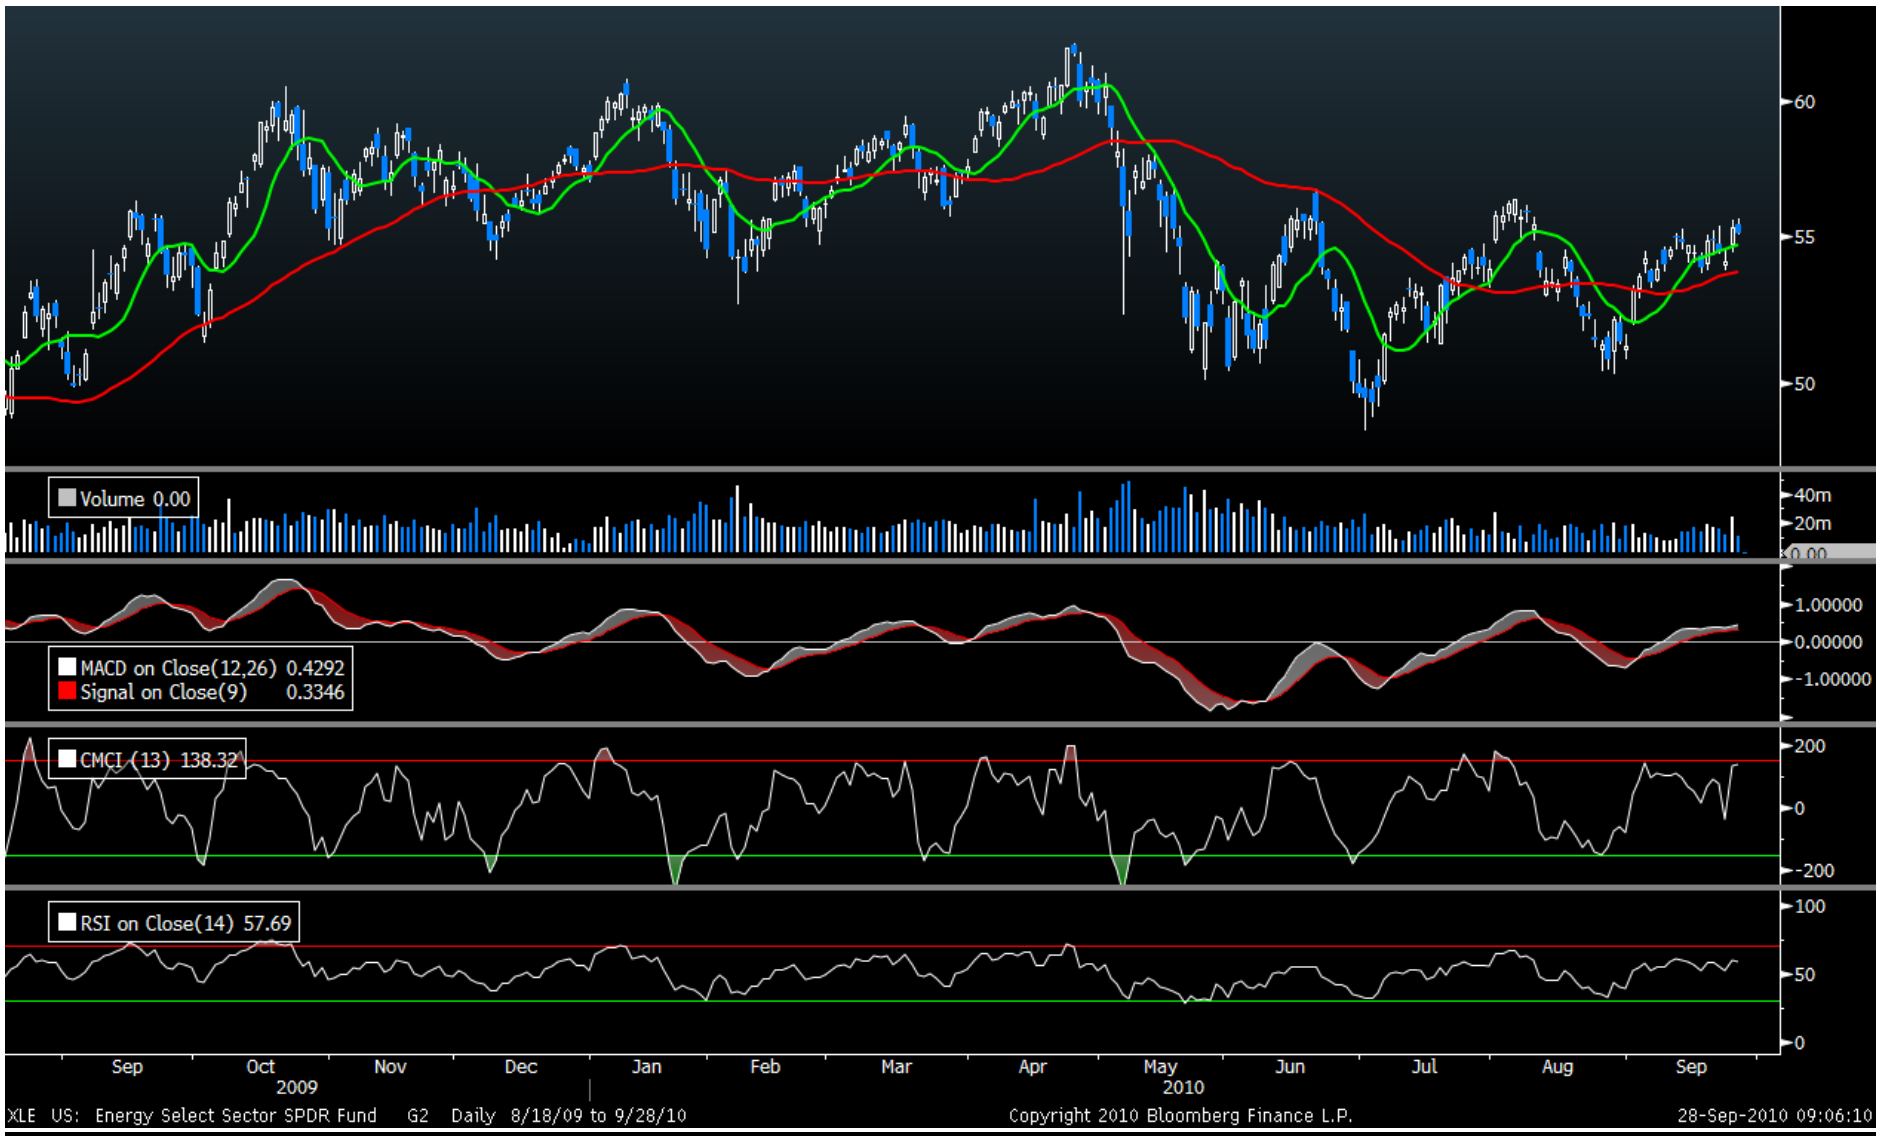 60
55
50
Volume 0.00
40m
20m
0.00
1.00000
0.00000
-1.00000
MACD on Close(12,26) 0.4292
Signal on Close(9) 0.3346
CMCI (13) 138.32
200
0
-200
RSI on Close(14) 57.69
100
50
0
Sep Oct Nov Dec Jan Feb Mar Apr May Jun Jul Aug Sep
2009 2010
XLE US: Energy Select Sector SPDR Fund G2 Daily 8/18/09 to 9/28/10 Copyright 2010 Bloomberg Finance L.P. 28-Sep-2010 09:06:10